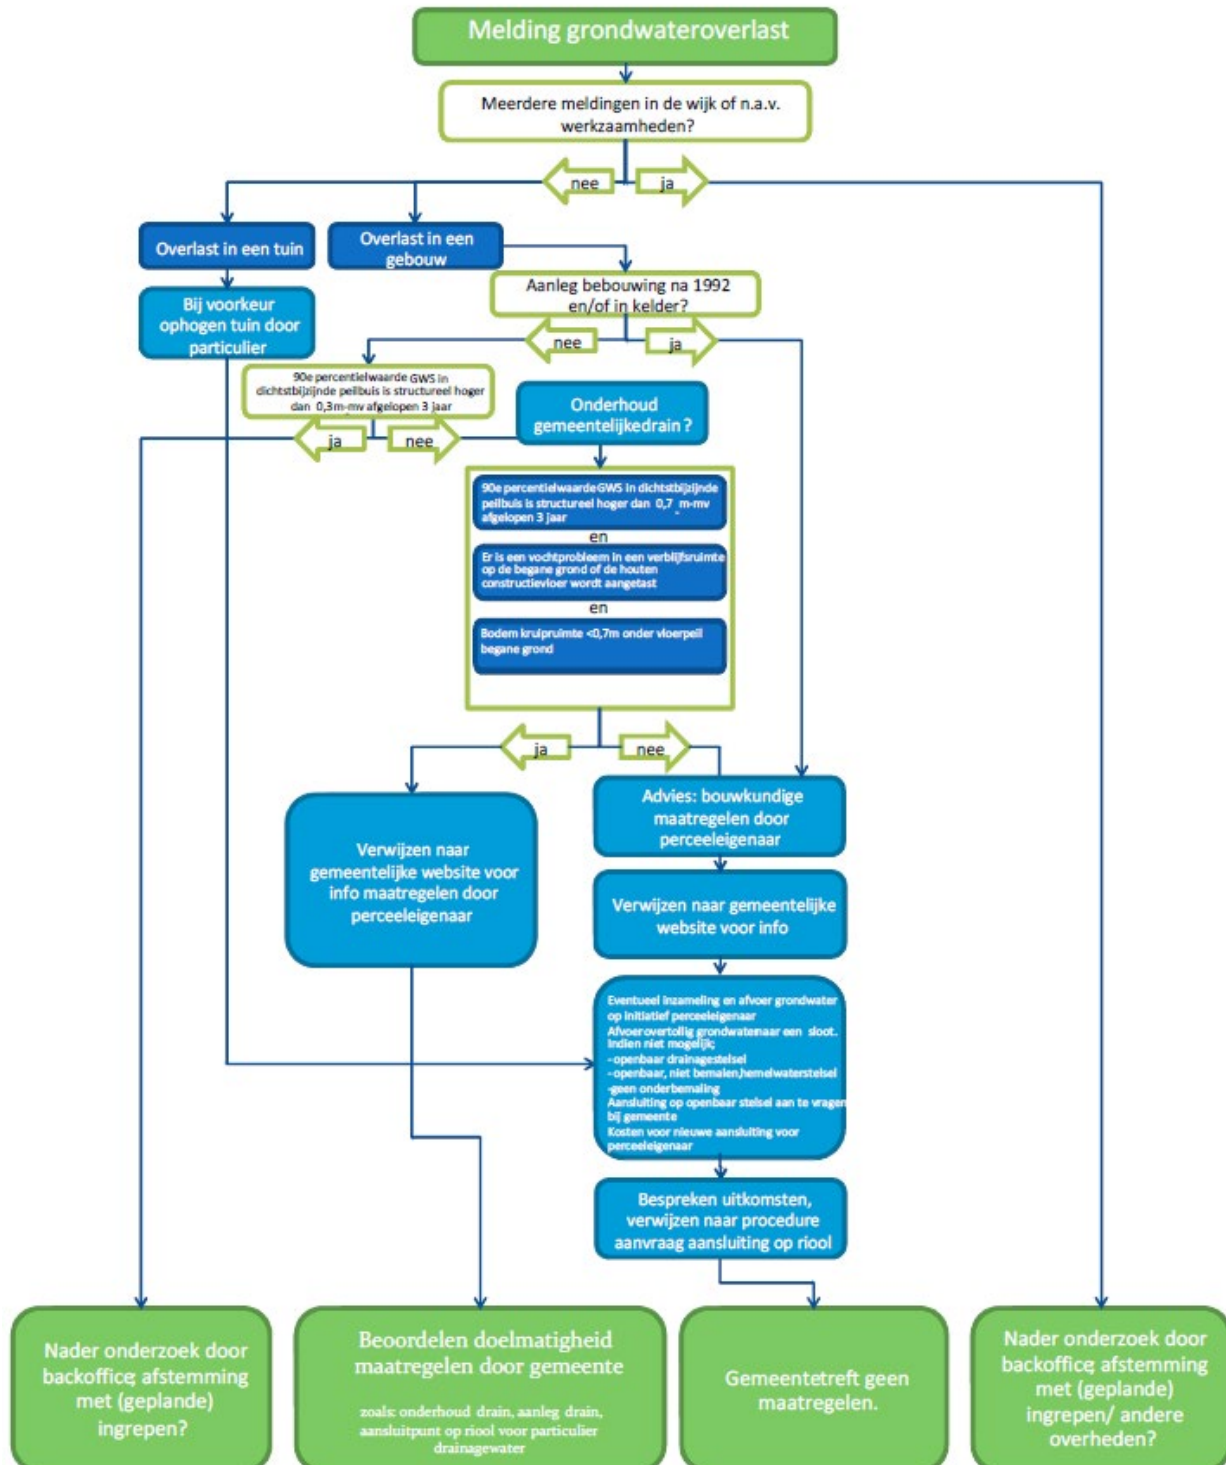 Melding grondwateroverlast
Meerdere meldingen in de wijk of n.a.v.
werkzaamheden?
nee
ja
Overlast in een tuin
Overlast in een
gebouw
Bij voorkeur
ophogen tuin door
particulier
Aanleg bebouwing na 1992
en/of in kelder?
nee
ja
90e percentielwaarde GWS in
dichtstbijzijnde peilbuis is structureel hoger
dan 0,3m-mv afgelopen 3 jaar
ja
nee
Onderhoud
gemeentelijkedrain?
90e percentielwaarde GWS in dichtstbijzijnde
peilbuis is structureel hoger dan 0,7 m-mv
afgelopen 3 jaar
en
Er is een vochtprobleem in een verblijfsruimte
op de begane grond of de houten
constructievloer wordt aangetast
en
Bodem kruipruimte <0,7m onder vloerpeil
begane grond
ja
nee
Verwijzen naar
gemeentelijke website voor
info maatregelen door
perceeleigenaar
Advies: bouwkundige
maatregelen door
perceeleigenaar
Verwijzen naar gemeentelijke
website voor info
Eventueel inzameling en afvoer grondwater
op initiatief perceeleigenaar
Afvoer overtollig grondwater naar een sloot.
Indien niet mogelijk;
- openbaar drainagestelsel
- openbaar, niet bemalen,hemelwaterstelsel
-geen onderbemaling
Aansluiting op openbaar stelsel aan te vragen
bij gemeente
Kosten voor nieuwe aansluiting voor
perceeleigenaar
Bespreken uitkomsten,
verwijzen naar procedure
aanvraag aansluiting op riool
Nader onderzoek door
backoffice; afstemming
met (geplande)
ingrepen?
Beoordelen doelmatigheid
maatregelen door gemeente
zoals: onderhoud drain, aanleg drain,
aansluitpunt op riool voor particulier
drainagewater
Gemeentetreft geen
maatregelen.
Nader onderzoek door
backoffice; afstemming
met (geplande)
ingrepen/ andere
overheden?